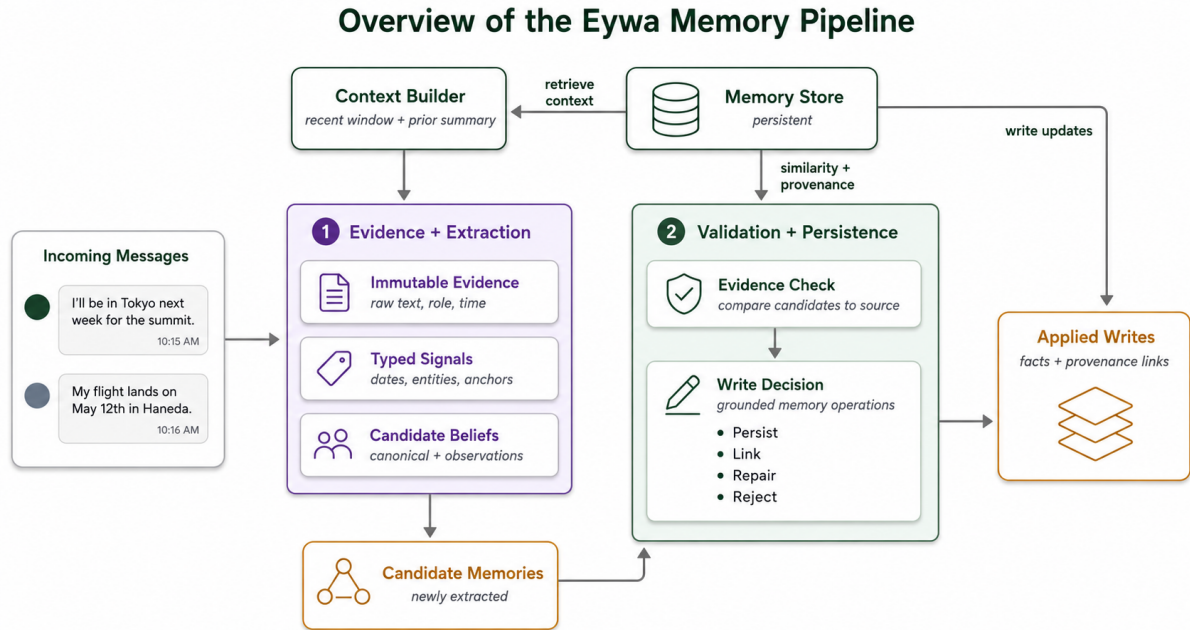 Overview of the Eywa Memory Pipeline
Context Builder
recent window + prior summary
retrieve
context
Memory Store
persistent
write updates
similarity +
provenance
Incoming Messages
I'll be in Tokyo next
week for the summit.
10:15 AM
My flight lands on
May 12th in Haneda.
10:16 AM
1 Evidence + Extraction
Immutable Evidence
raw text, role, time
Typed Signals
dates, entities, anchors
Candidate Beliefs
canonical + observations
Candidate Memories
newly extracted
2 Validation + Persistence
Evidence Check
compare candidates to source
Write Decision
grounded memory operations
• Persist
• Link
• Repair
• Reject
Applied Writes
facts + provenance links